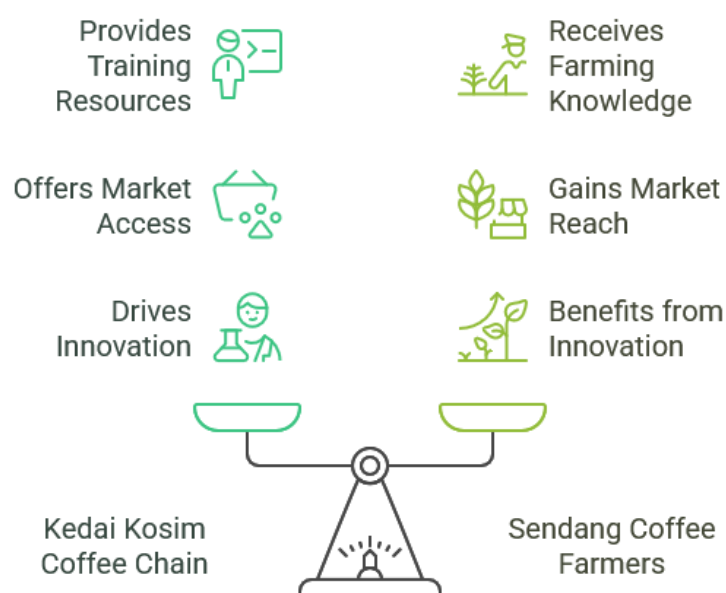 Provides
Training
Resources
Receives
Farming
Knowledge
Offers Market
Access
Gains Market
Reach
Drives
Innovation
Benefits from
Innovation
Kedai Kosim
Coffee Chain
Sendang Coffee
Farmers